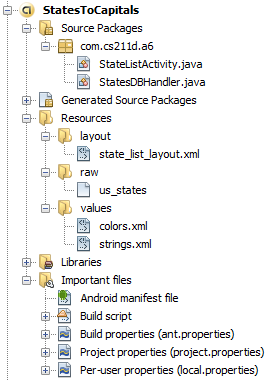 StatesToCapitals
Source Packages
com.cs211d.a6
StateListActivity.java
StatesDBHandler.java
Generated Source Packages
Resources
layout
state_list_layout.xml
raw
us_states
values
colors.xml
strings.xml
Libraries
Important files
Android manifest file
Build script
Build properties (ant.properties)
Project properties (project.properties)
Per-user properties (local.properties)